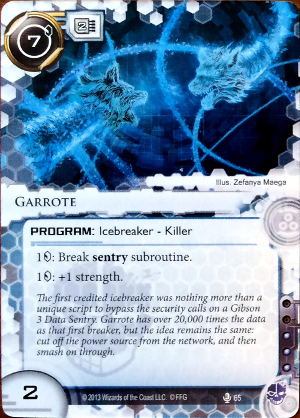 7
Illus. Zefanya Maega
GARROTE
PROGRAM: Icebreaker - Killer
1: Break sentry subroutine.
1: +1 strength.
The first credited icebreaker was nothing more than a
unique script to bypass the security calls on a Gibson
3 Data Sentry. Garrote has over 20,000 times the data
as that first breaker, but the idea remains the same:
cut off the power source from the network, and then
smash on through.
2
© 2013 Wizards of the Coast LLC. © FFG
65